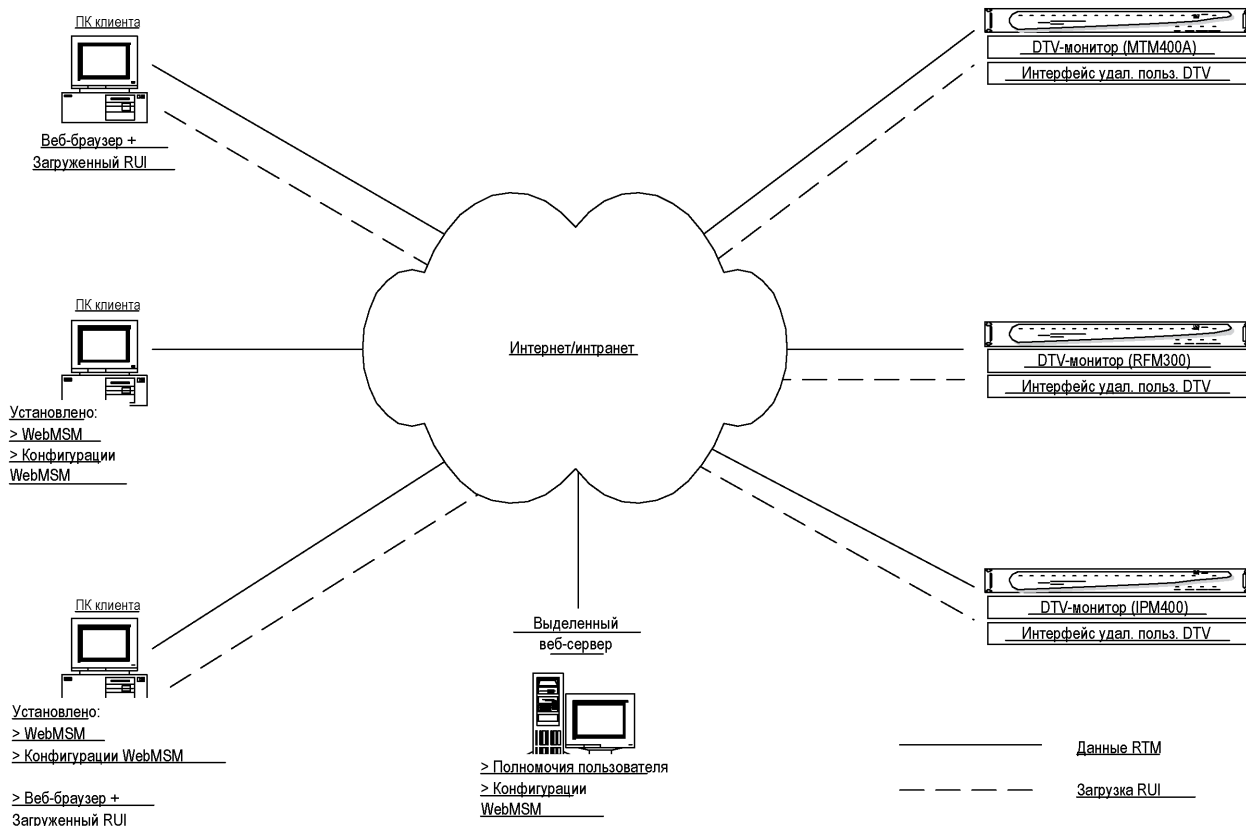 ПК клиента
Веб-браузер +
Загруженный RUI
DTV-монитор (MTM400A)
Интерфейс удал. польз. DTV
ПК клиента
Установлено:
> WebMSM
> Конфигурации
WebMSM
Интернет/интранет
DTV-монитор (RFM300)
Интерфейс удал. польз. DTV
ПК клиента
Установлено:
> WebMSM
> Конфигурации WebMSM
> Веб-браузер +
Загруженный RUI
Выделенный
веб-сервер
> Полномочия пользователя
> Конфигурации
WebMSM
DTV-монитор (IPM400)
Интерфейс удал. польз. DTV
Данные RTM
Загрузка RUI